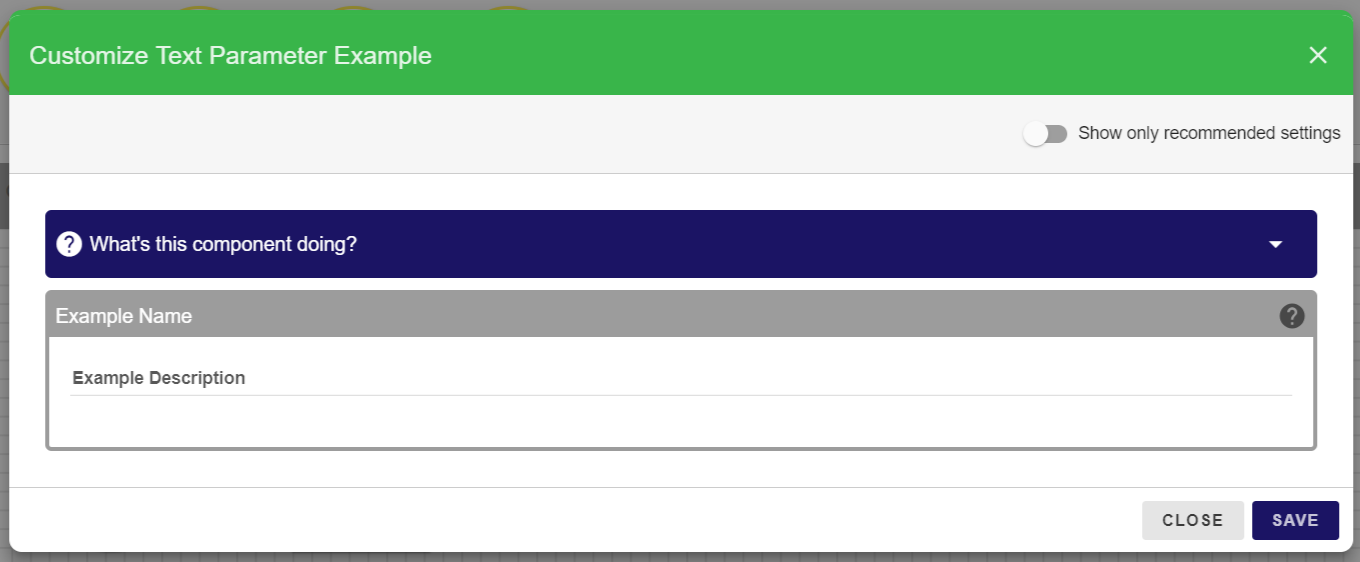 Customize Text Parameter Example
Show only recommended settings
What's this component doing?
Example Name
Example Description
CLOSE
SAVE